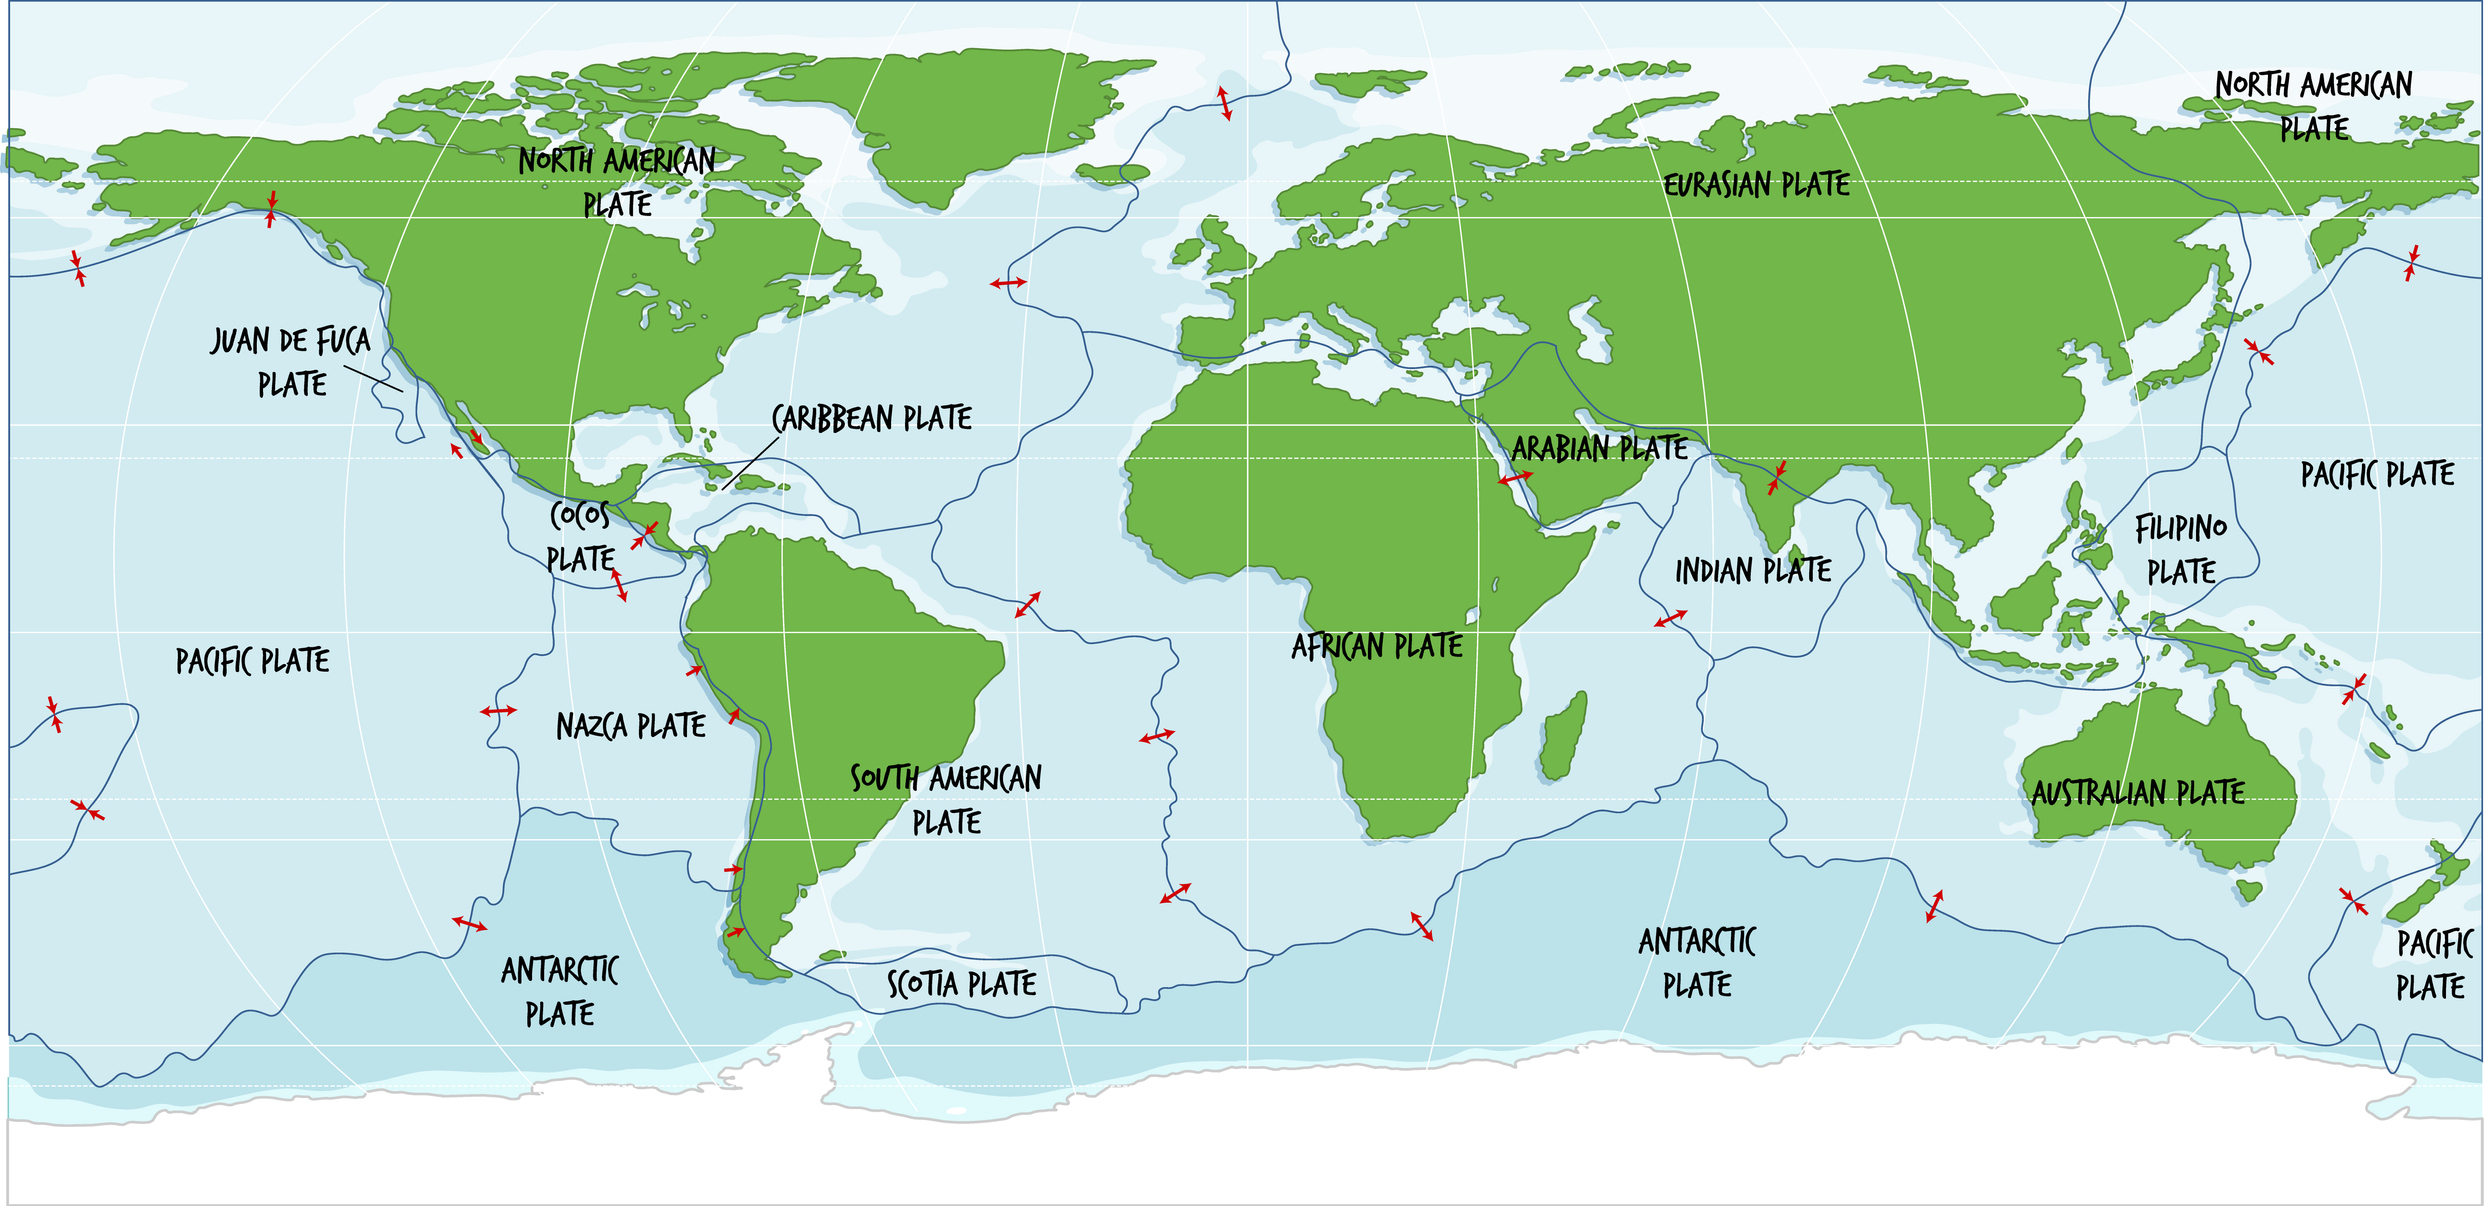 NORTH AMERICAN
PLATE
NORTH AMERICAN
PLATE
EURASIAN PLATE
JUAN DE FUCA
PLATE
CARIBBEAN PLATE
ARABIAN PLATE
PACIFIC PLATE
COCOS
PLATE
FILIPINO
PLATE
INDIAN PLATE
AFRICAN PLATE
PACIFIC PLATE
NAZCA PLATE
SOUTH AMERICAN
PLATE
AUSTRALIAN PLATE
ANTARCTIC
PLATE
SCOTIA PLATE
ANTARCTIC
PLATE
PACIFIC
PLATE